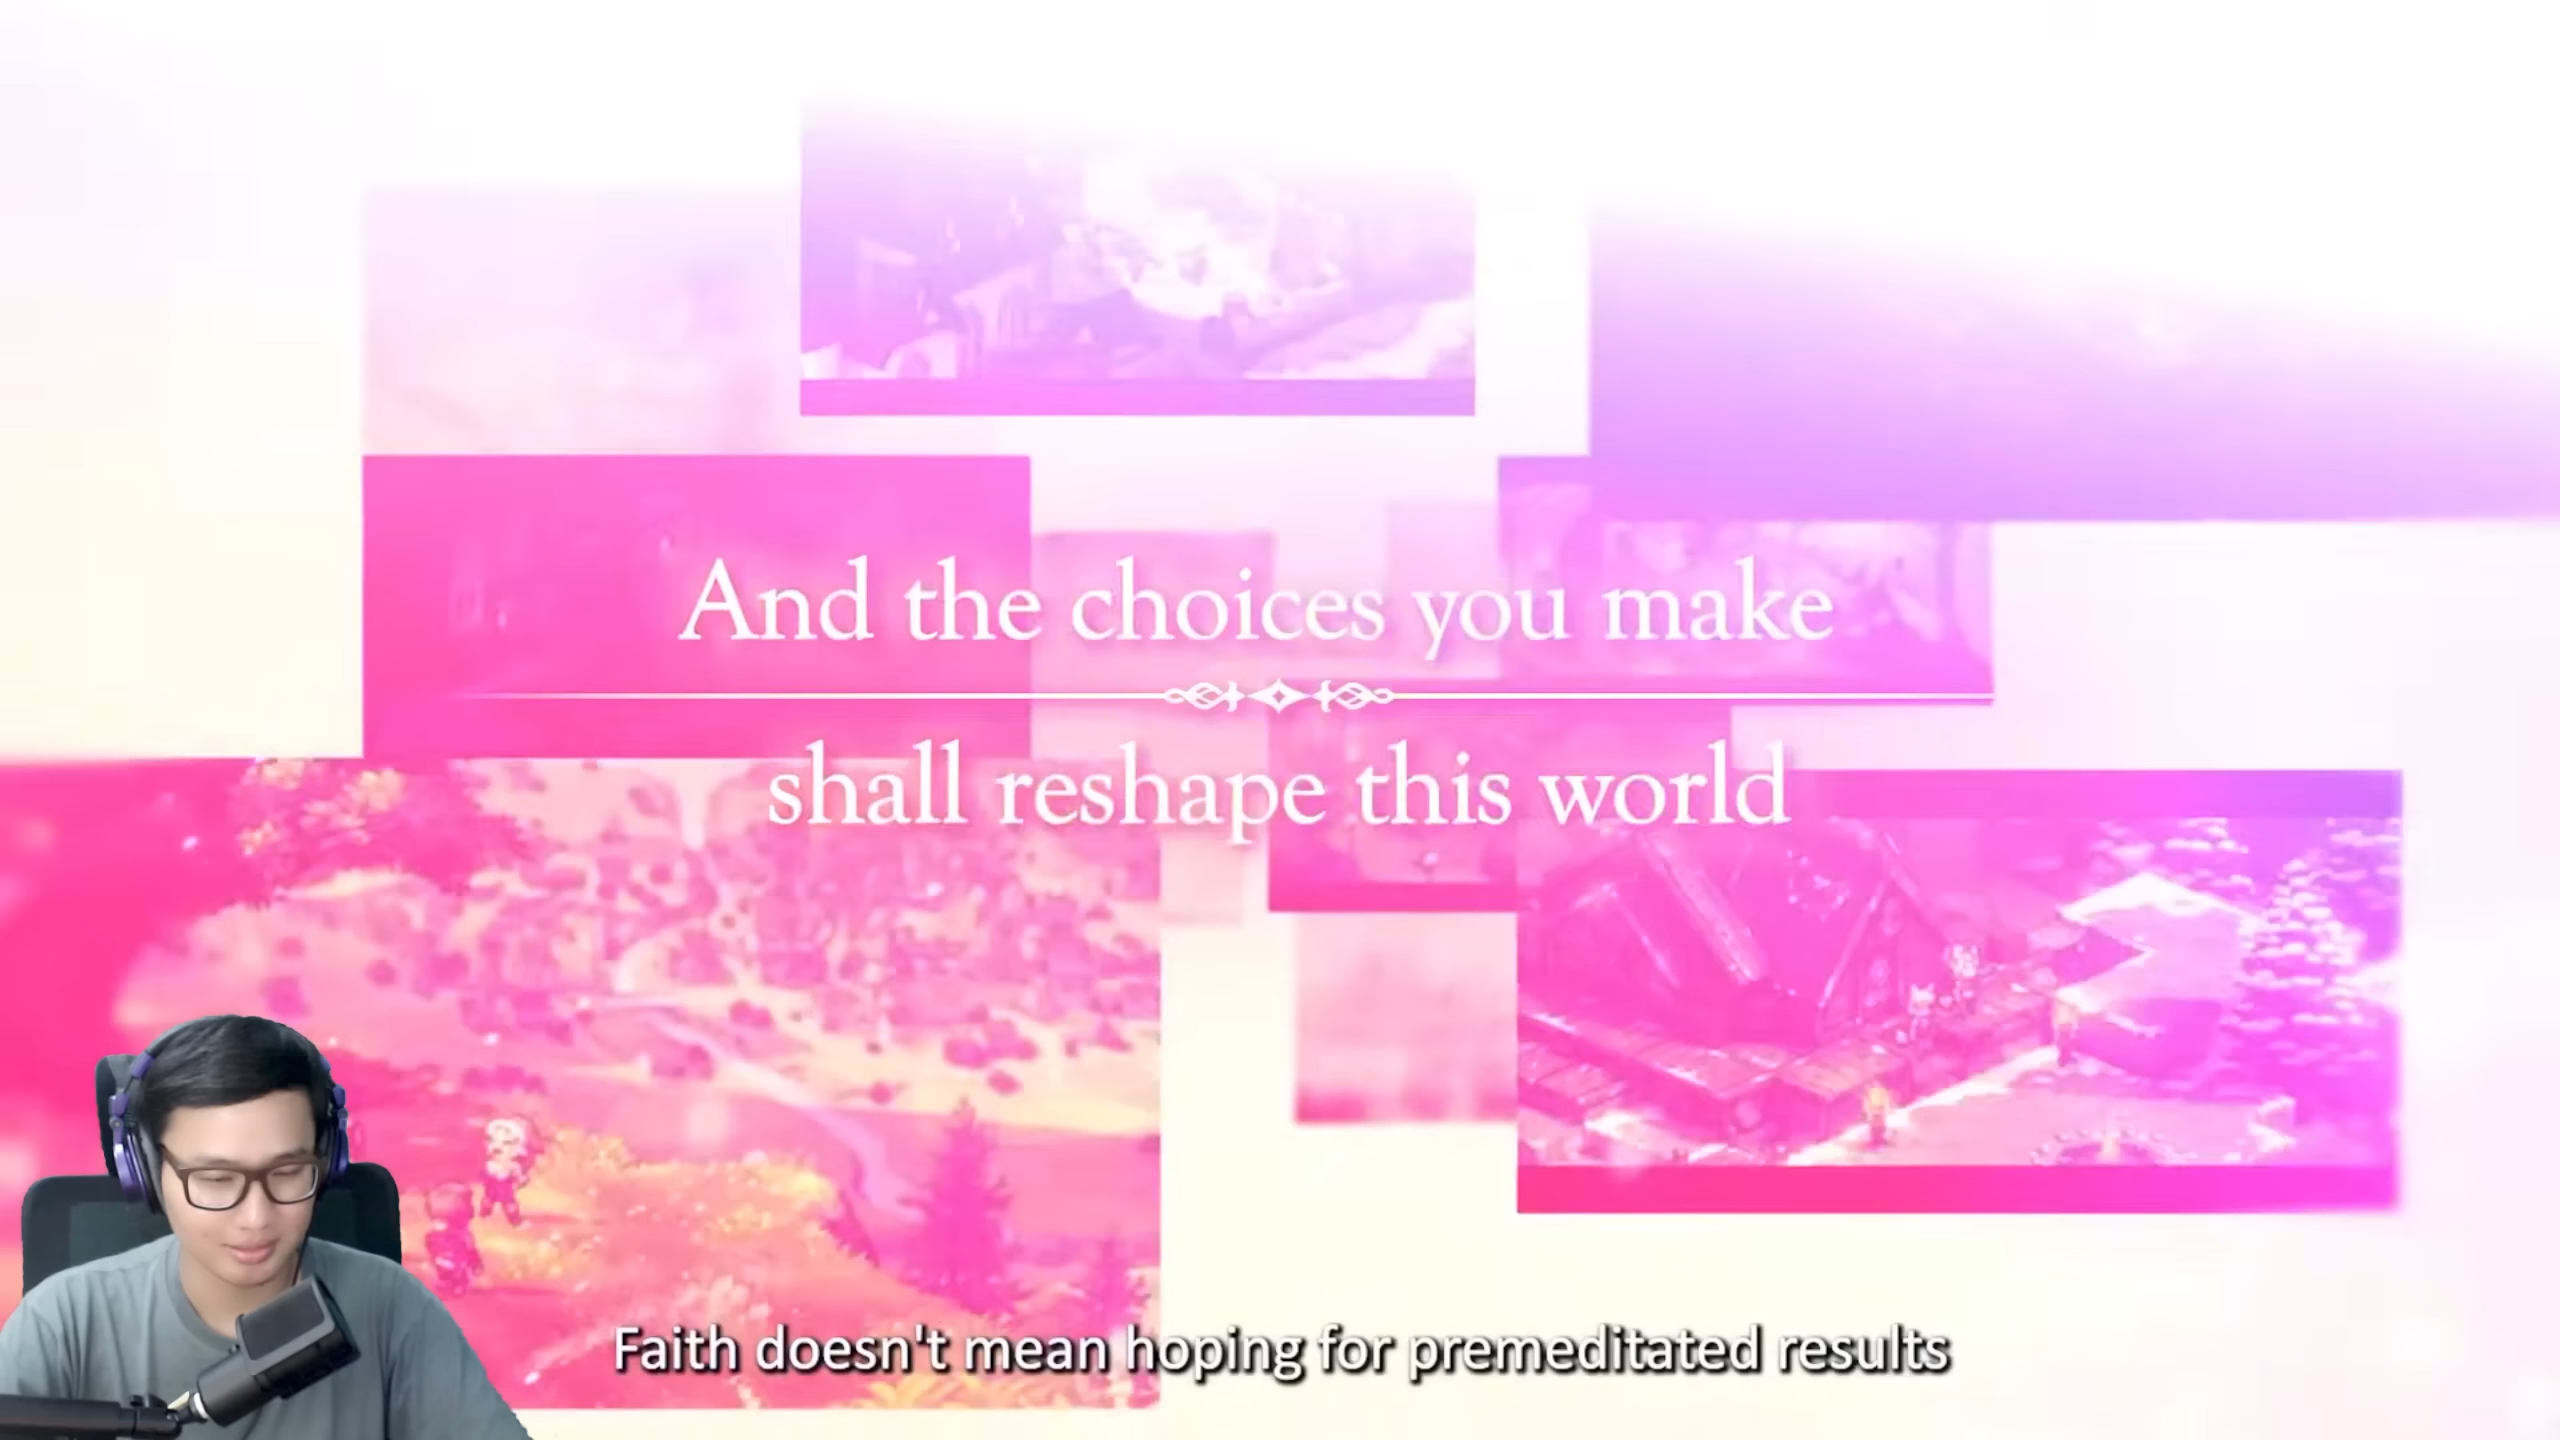 And the choices you make
shall reshape this world
Faith doesn't mean hoping for premeditated results